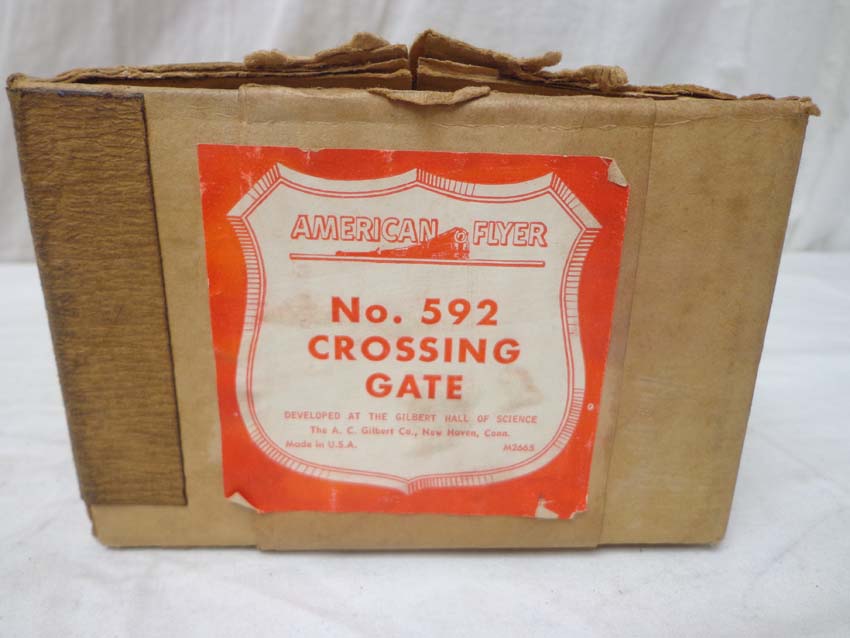 AMERICAN FLYER
No. 592
CROSSING
GATE
DEVELOPED AT THE GILBERT HALL OF SCIENCE
The A. C. Gilbert Co., New Haven, Conn.
Made in U.S.A. M2665